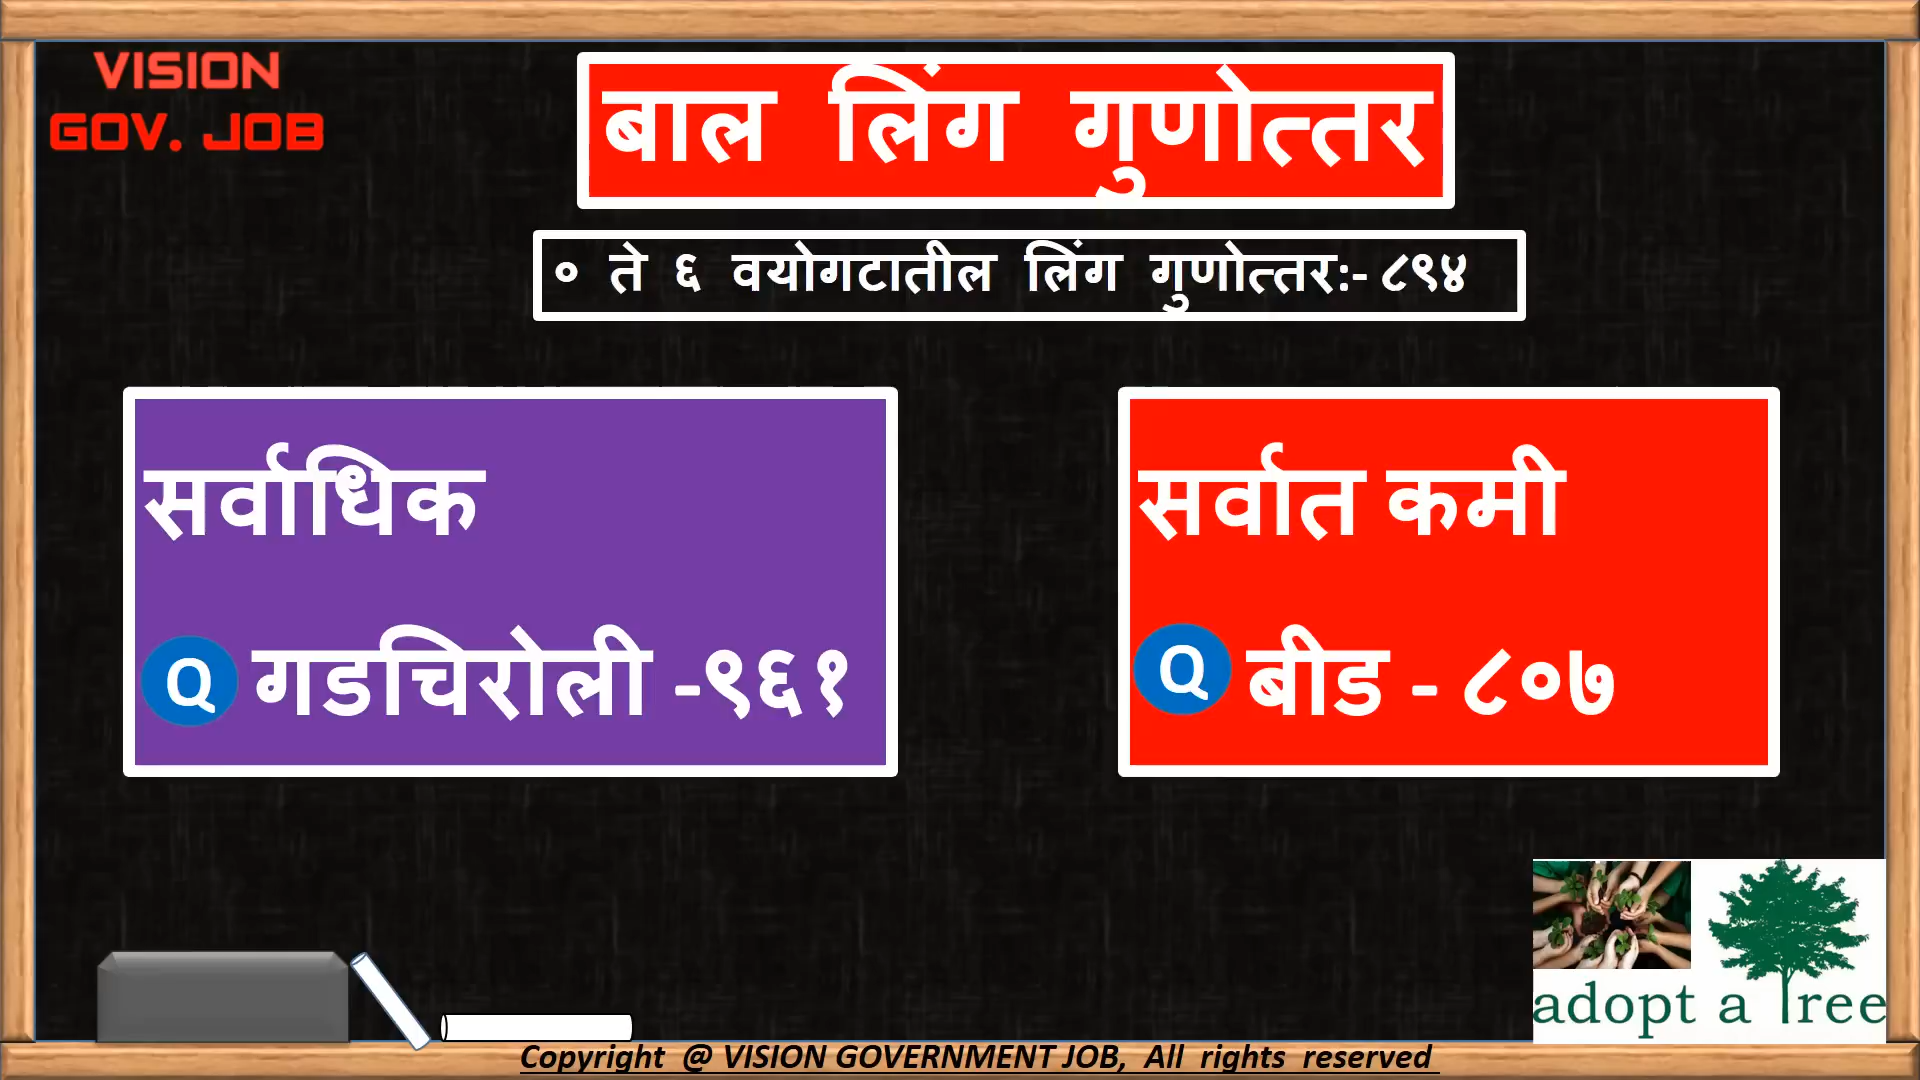 VISION
GOV. JOB
बाल लिंग गुणोत्तर
० ते ६ वयोगटातील लिंग गुणोत्तर:- ८९४
सर्वाधिक
Q गडचिरोली -९६१
सर्वात कमी
Q बीड - ८०७
adopt a Tree
Copyright @ VISION GOVERNMENT JOB, All rights reserved